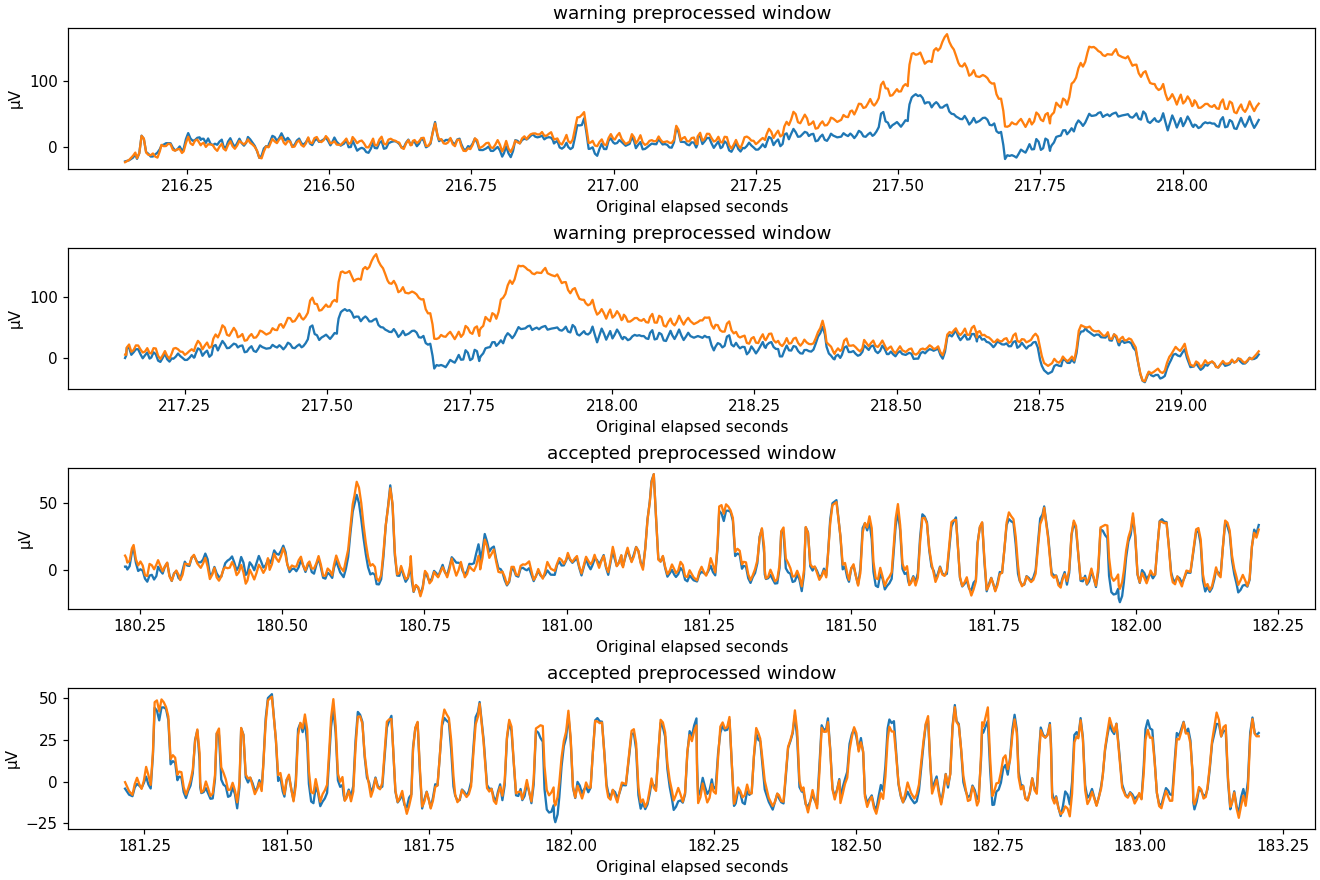 warning preprocessed window
100
0
µV
216.25 216.50 216.75 217.00 217.25 217.50 217.75 218.00
Original elapsed seconds
warning preprocessed window
100
0
µV
217.25 217.50 217.75 218.00 218.25 218.50 218.75 219.00
Original elapsed seconds
accepted preprocessed window
50
0
µV
180.25 180.50 180.75 181.00 181.25 181.50 181.75 182.00 182.25
Original elapsed seconds
accepted preprocessed window
50
25
0
−25
µV
181.25 181.50 181.75 182.00 182.25 182.50 182.75 183.00 183.25
Original elapsed seconds